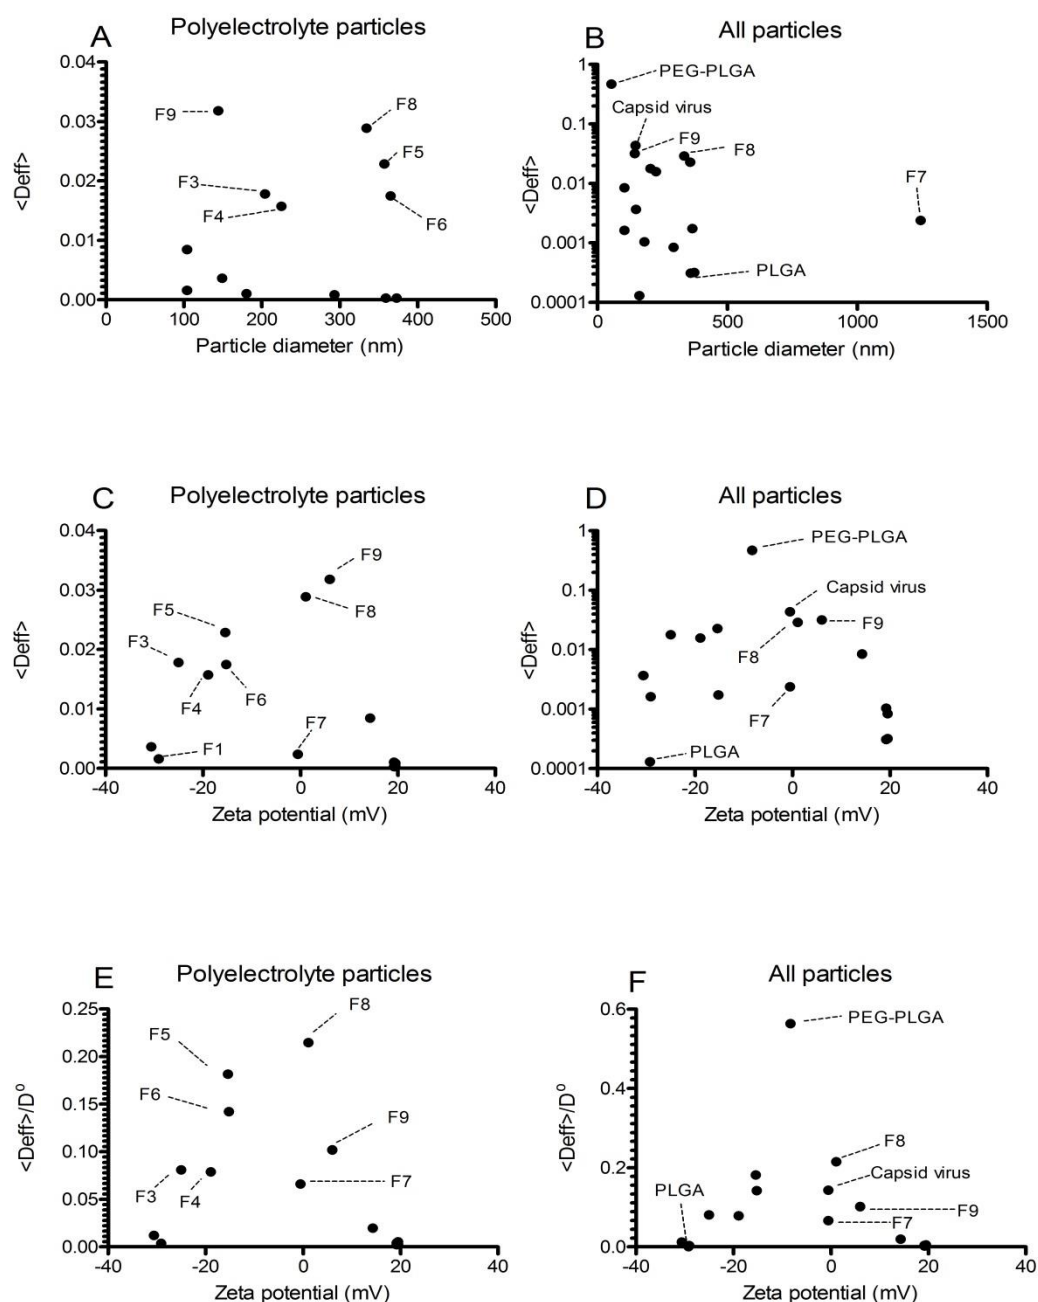 A
Polyelectrolyte particles
0.04
0.03
0.02
0.01
0.00
<Deff>
F9
F8
F5
F3
F4
F6
0
100
200
300
400
500
Particle diameter (nm)
B
All particles
1
0.1
0.01
0.001
0.0001
<Deff>
PEG-PLGA
Capsid virus
F9
F8
F7
PLGA
0
500
1000
1500
Particle diameter (nm)
C
Polyelectrolyte particles
0.04
0.03
0.02
0.01
0.00
<Deff>
F9
F8
F5
F3
F4
F6
F7
F1
-40
-20
0
20
40
Zeta potential (mV)
D
All particles
1
0.1
0.01
0.001
0.0001
<Deff>
PEG-PLGA
Capsid virus
F9
F8
F7
PLGA
-40
-20
0
20
40
Zeta potential (mV)
E
Polyelectrolyte particles
0.25
0.20
0.15
0.10
0.05
0.00
<Deff>/D°
F8
F5
F6
F9
F3
F4
F7
-40
-20
0
20
40
Zeta potential (mV)
F
All particles
0.6
0.4
0.2
0.0
<Deff>/D°
PEG-PLGA
F8
Capsid virus
PLGA
F9
F7
-40
-20
0
20
40
Zeta potential (mV)